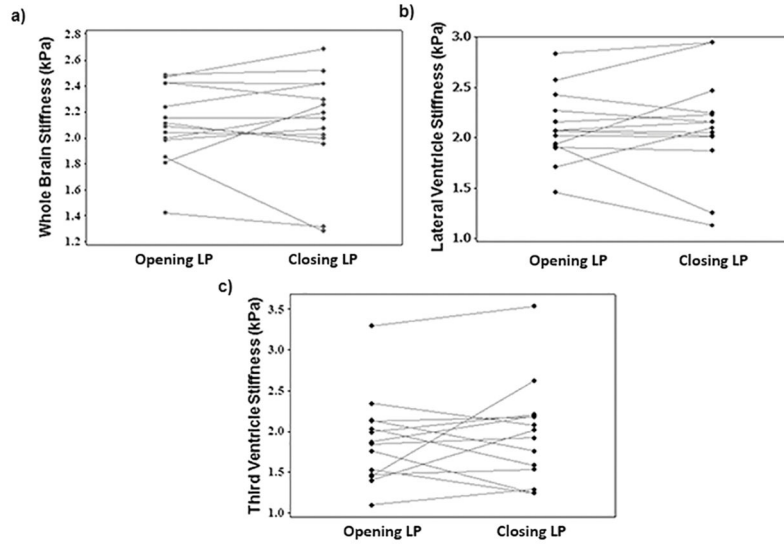 a)
Whole Brain Stiffness (kPa)
2.8
2.6
2.4
2.2
2.0
1.8
1.6
1.4
1.2
Opening LP Closing LP
b)
Lateral Ventricle Stiffness (kPa)
3.0
2.5
2.0
1.5
1.0
Opening LP Closing LP
c)
Third Ventricle Stiffness (kPa)
3.5
3.0
2.5
2.0
1.5
1.0
Opening LP Closing LP